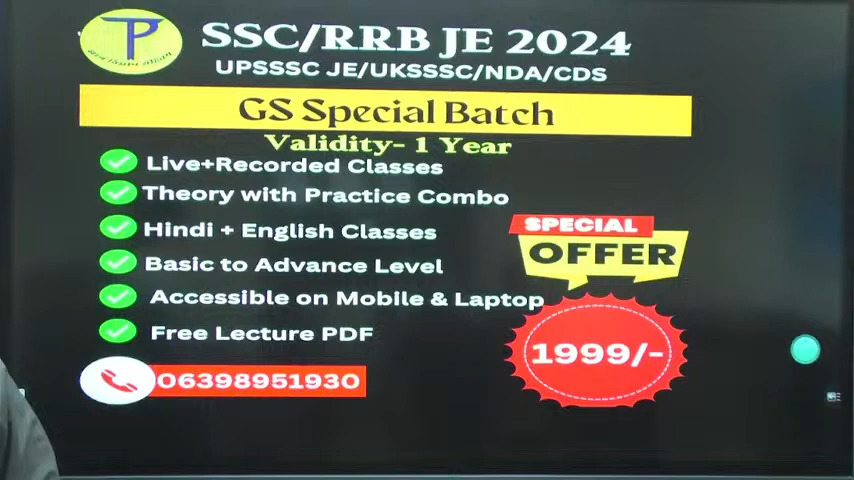 TP
SSC/RRB JE 2024
UPSSSC JE/UKSSSC/NDA/CDS
GS Special Batch
Validity- 1 Year
Live+Recorded Classes
Theory with Practice Combo
Hindi + English Classes
Basic to Advance Level
Accessible on Mobile & Laptop
Free Lecture PDF
SPECIAL
OFFER
1999/-
06398951930